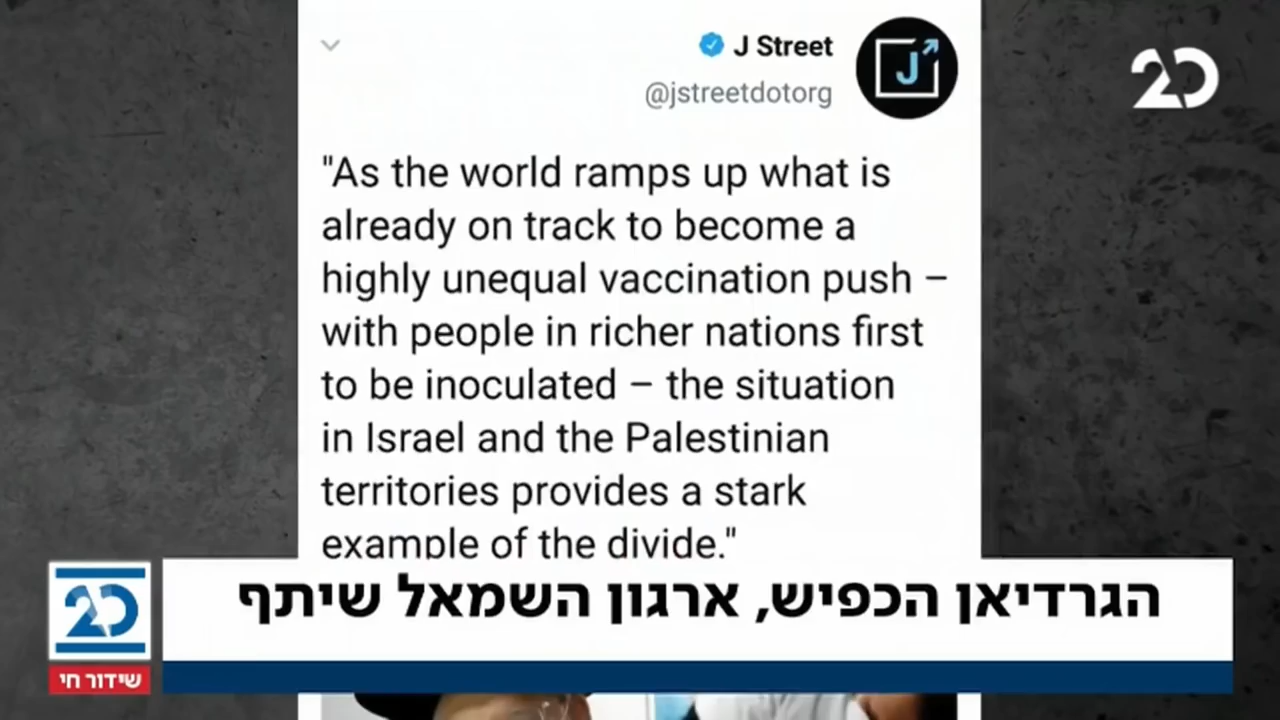 J Street
20
@jstreetdotorg
"As the world ramps up what is
already on track to become a
highly unequal vaccination push –
with people in richer nations first
to be inoculated – the situation
in Israel and the Palestinian
territories provides a stark
example of the divide."
הגרדיאן הכפיש, ארגון השמאל שיתף
20
שידור חי